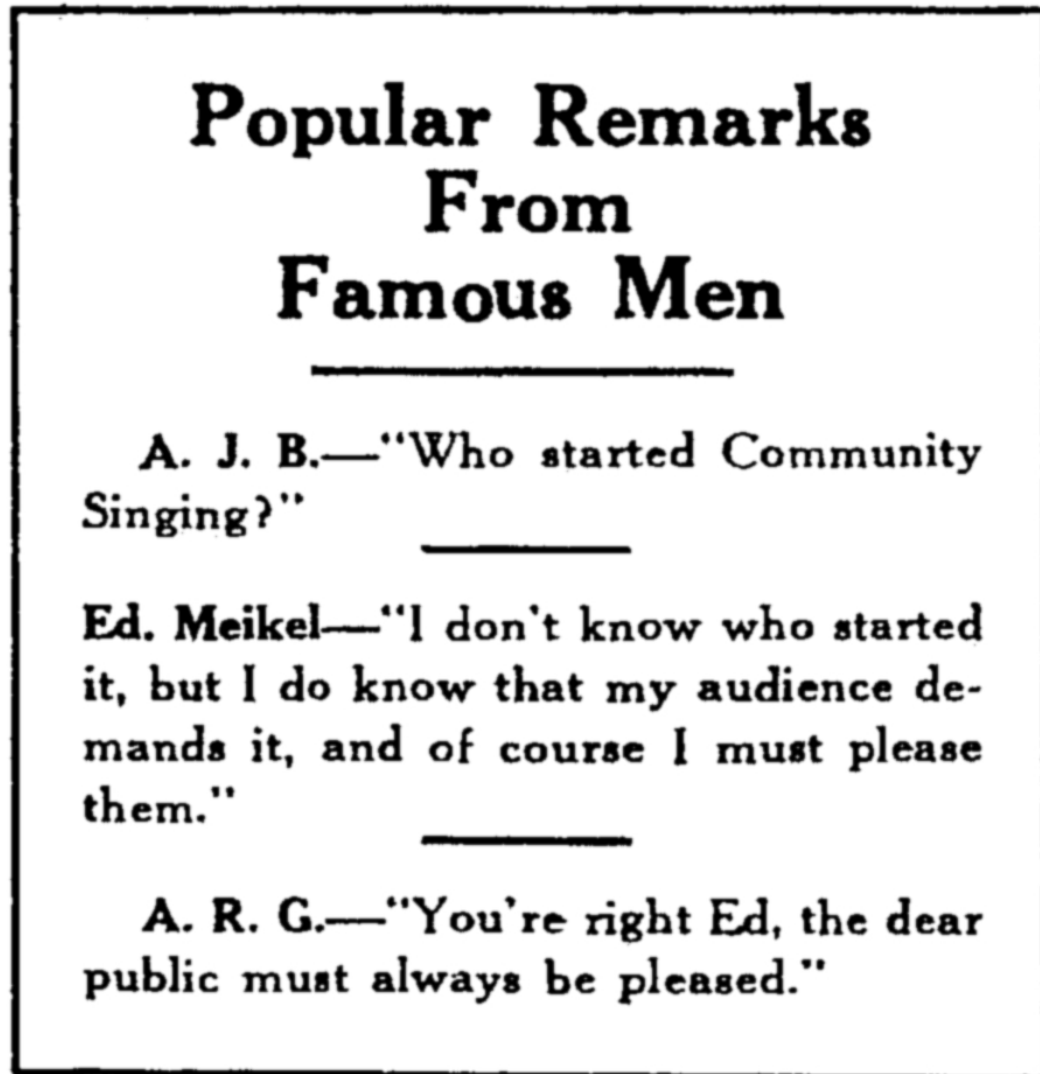 Popular Remarks
From
Famous Men
A. J. B.—"Who started Community
Singing?"
Ed. Meikel—"I don't know who started
it, but I do know that my audience de-
mands it, and of course I must please
them."
A. R. G.—"You're right Ed, the dear
public must always be pleased."